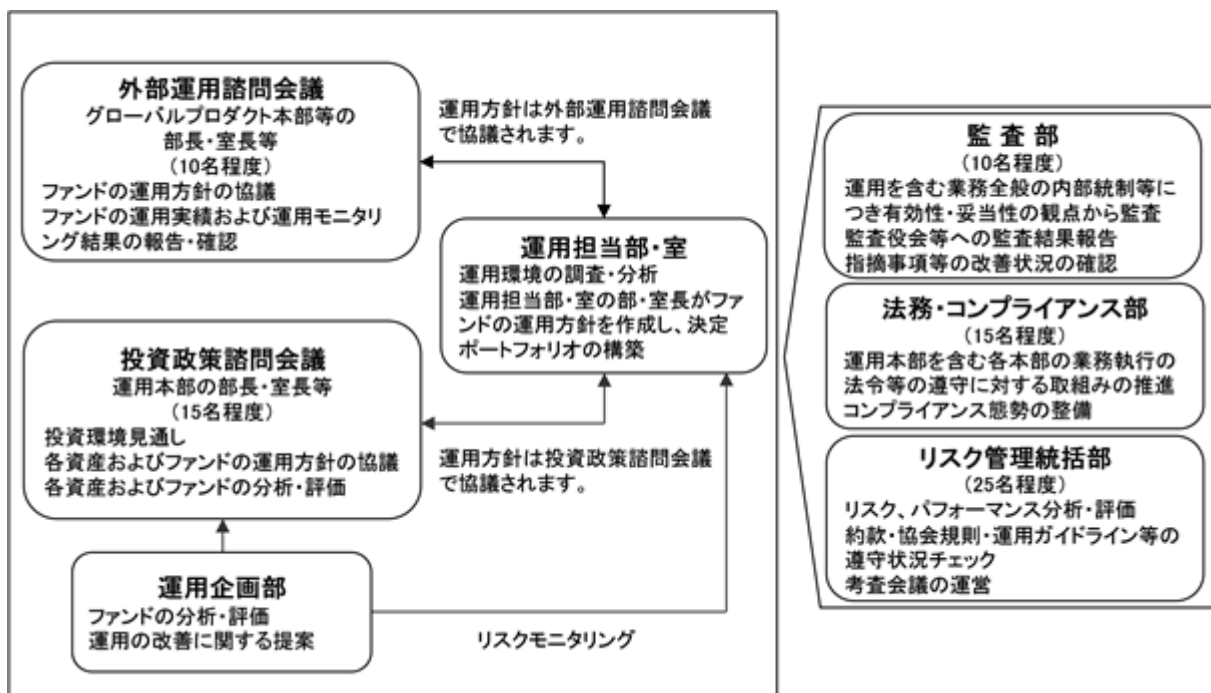 外部運用諮問会議
グローバルプロダクト本部等の
部長・室長等
(10名程度)
ファンドの運用方針の協議
ファンドの運用実績および運用モニタリ
ング結果の報告・確認
運用方針は外部運用諮問会議
で協議されます。
運用担当部・室
運用環境の調査・分析
運用担当部・室の部・室長がファ
ンドの運用方針を作成し、決定
ポートフォリオの構築
投資政策諮問会議
運用本部の部長・室長等
(15名程度)
投資環境見通し
各資産およびファンドの運用方針の協議
各資産およびファンドの分析・評価
運用方針は投資政策諮問会議
で協議されます。
運用企画部
ファンドの分析・評価
運用の改善に関する提案
リスクモニタリング
監 査 部
(10名程度)
運用を含む業務全般の内部統制等に
つき有効性・妥当性の観点から監査
監査役会等への監査結果報告
指摘事項等の改善状況の確認
法務・コンプライアンス部
(15名程度)
運用本部を含む各本部の業務執行の
法令等の遵守に対する取組みの推進
コンプライアンス態勢の整備
リスク管理統括部
(25名程度)
リスク、パフォーマンス分析・評価
約款・協会規則・運用ガイドライン等の
遵守状況チェック
考査会議の運営